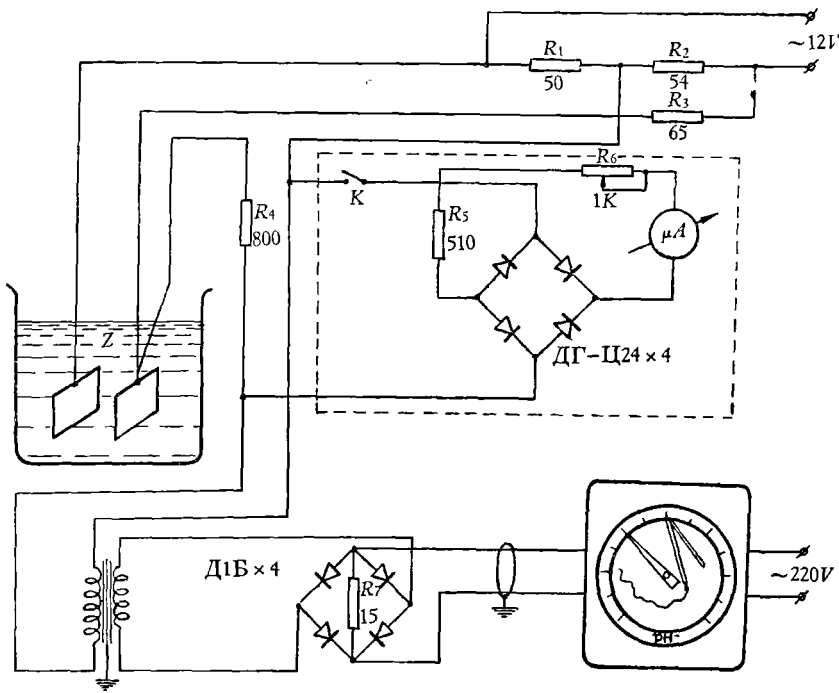 ~12V
R₁
50
R₂
54
R₃
65
R₄
800
K
R₅
510
R₆
1K
μA
Z
ДГ-Ц24 × 4
Д1Б × 4
R₇
15
PH-
~220V